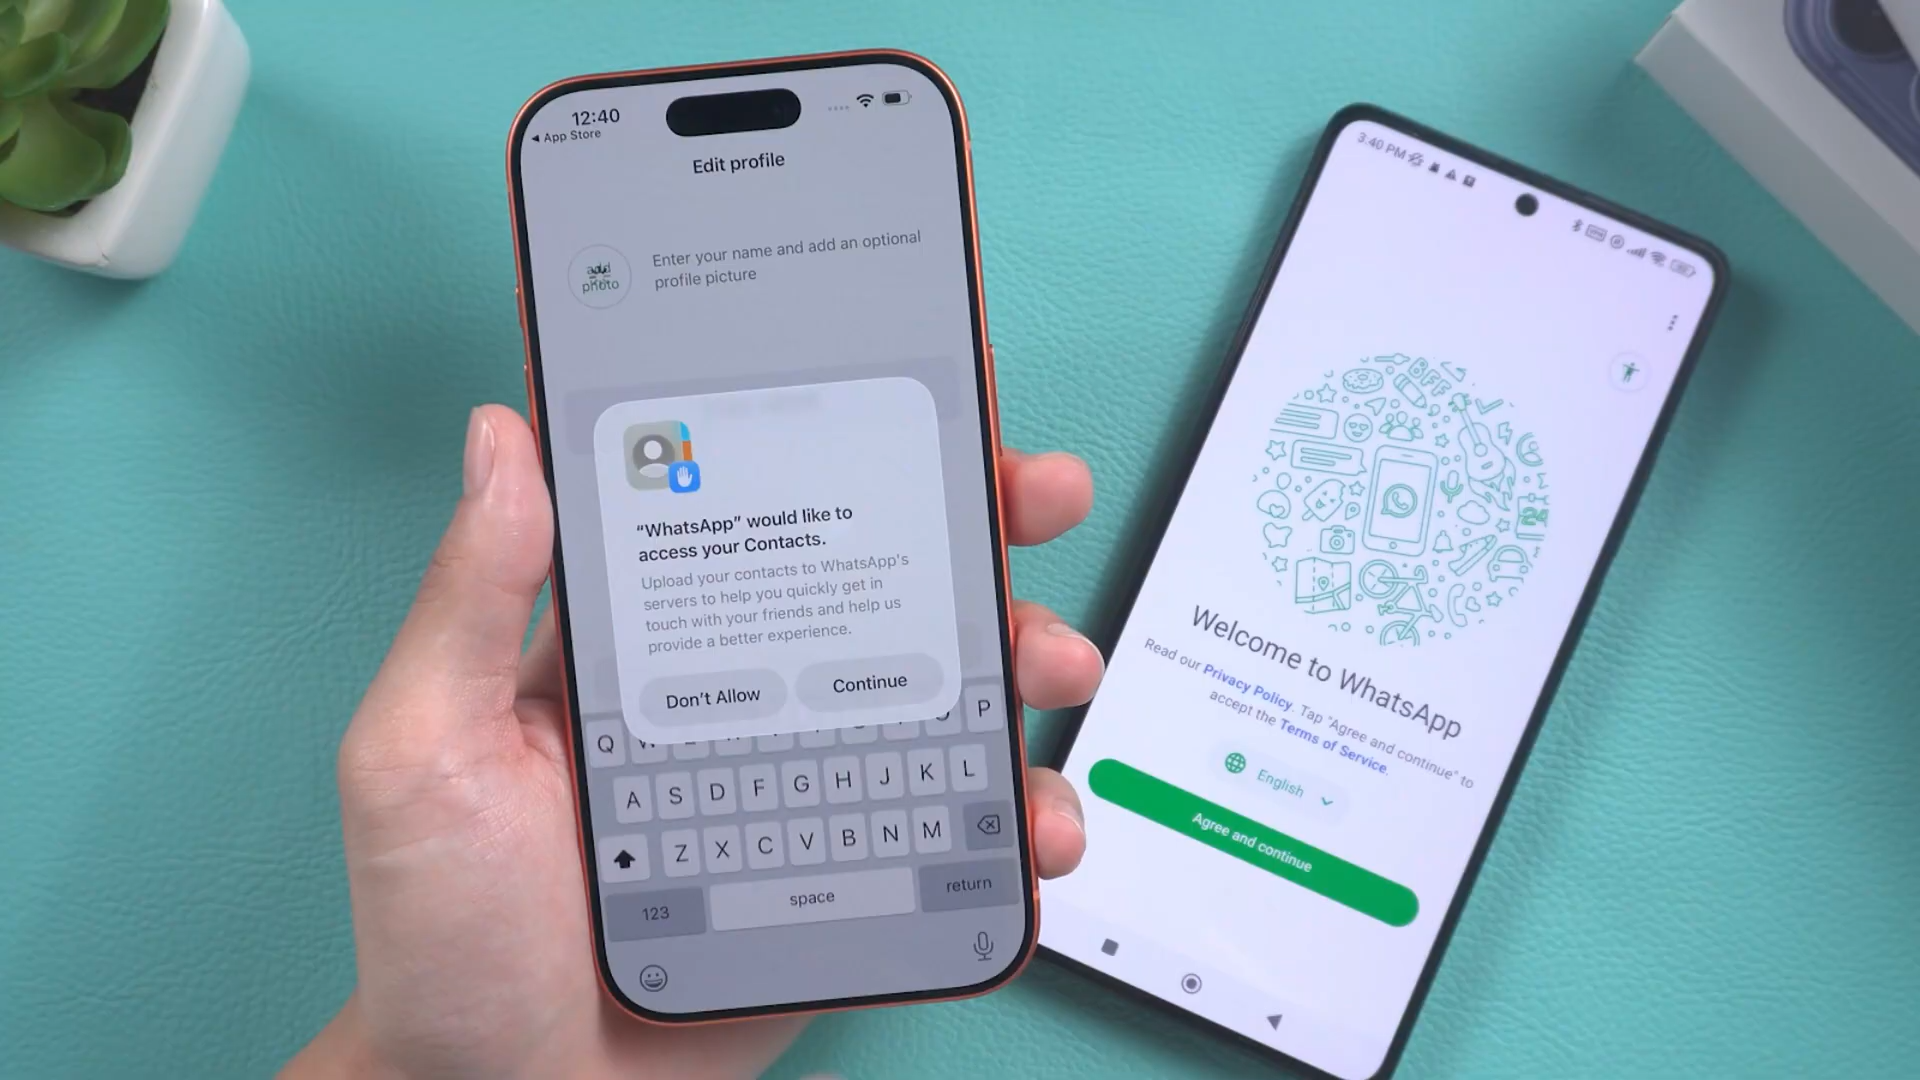 12:40
App Store
Edit profile
Enter your name and add an optional
profile picture
add
photo
“WhatsApp” would like to
access your Contacts.
Upload your contacts to WhatsApp's
servers to help you quickly get in
touch with your friends and help us
provide a better experience.
Don't Allow
Continue
Q P
A S D F G H J K L
Z X C V B N M
123
space
return
3:40 PM
BFF
24
Welcome to WhatsApp
Read our Privacy Policy. Tap "Agree and continue" to
accept the Terms of Service.
English
Agree and continue